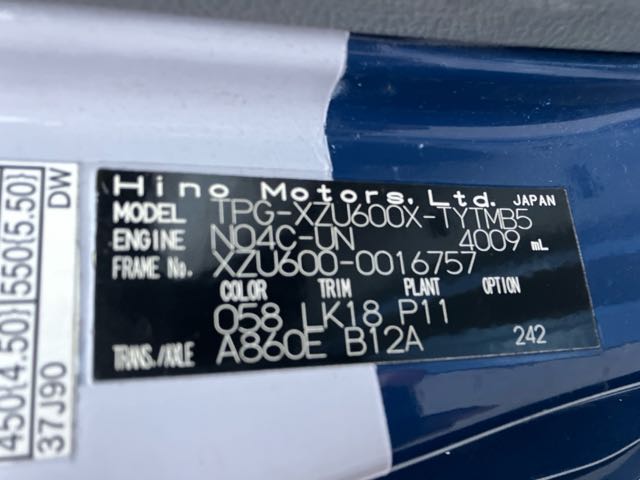 Hino Motors, Ltd. JAPAN
MODEL TPG-XZU600X-TYTMB5
ENGINE N04C-UN 4009 mL
FRAME No. XZU600-0016757
COLOR TRIM PLANT OPTION
058 LK18 P11
TRANS./AXLE A860E B12A 242
450{4.50} 550{5.50}
37J90 DW